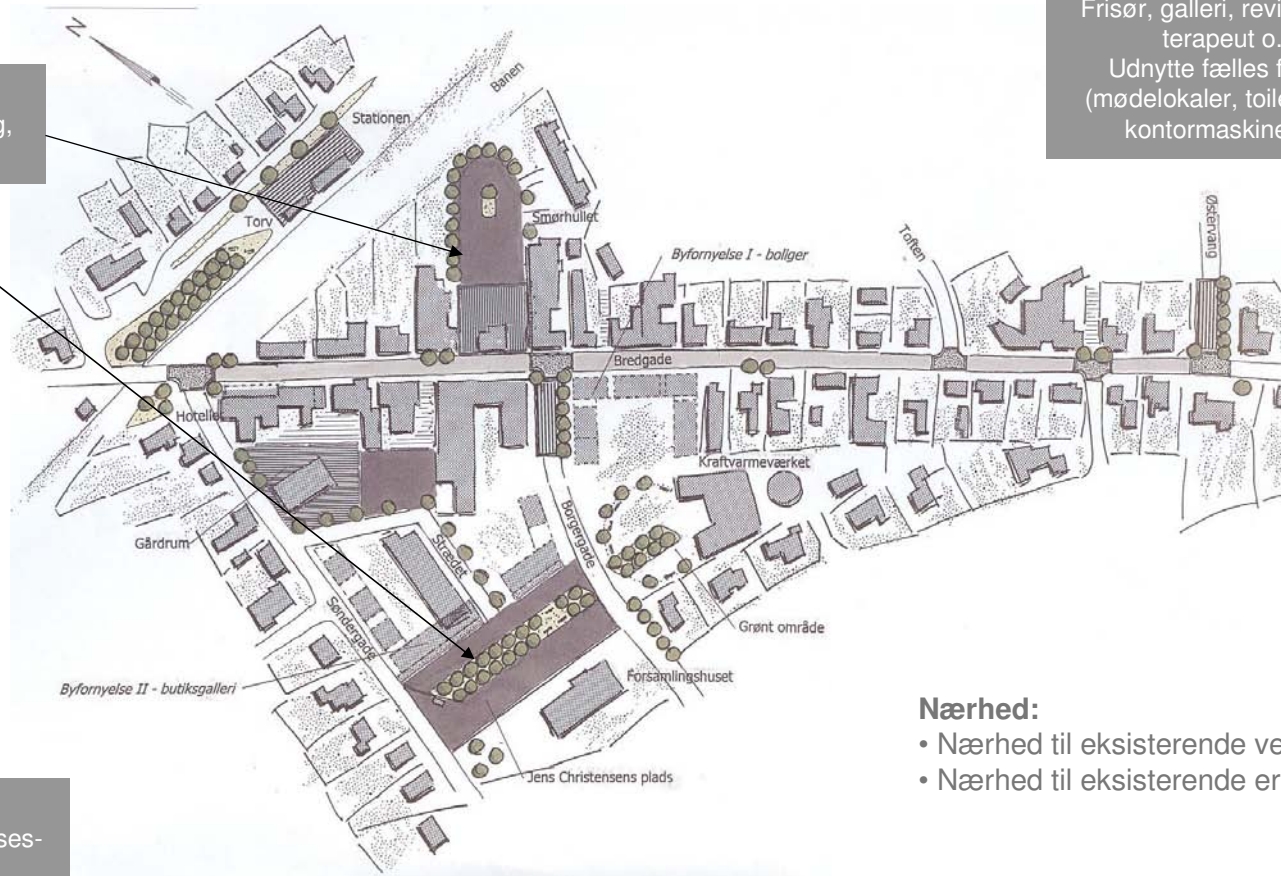 Frisør, galleri, revi
terapeut o.
Udnytte fælles f
(mødelokaler, toile
kontormaskine
g,
N
Stationen
Banen
Torv
Smørhullet
Byfornyelse I - boliger
Toften
Østervang
Bredgade
Hotellet
Kraftvarmeværket
Gårdrum
Strædet
Borgergade
Søndergade
Grønt område
Forsamlingshuset
Byfornyelse II - butiksgalleri
Jens Christensens plads
Nærhed:
• Nærhed til eksisterende ve
• Nærhed til eksisterende er
ses-